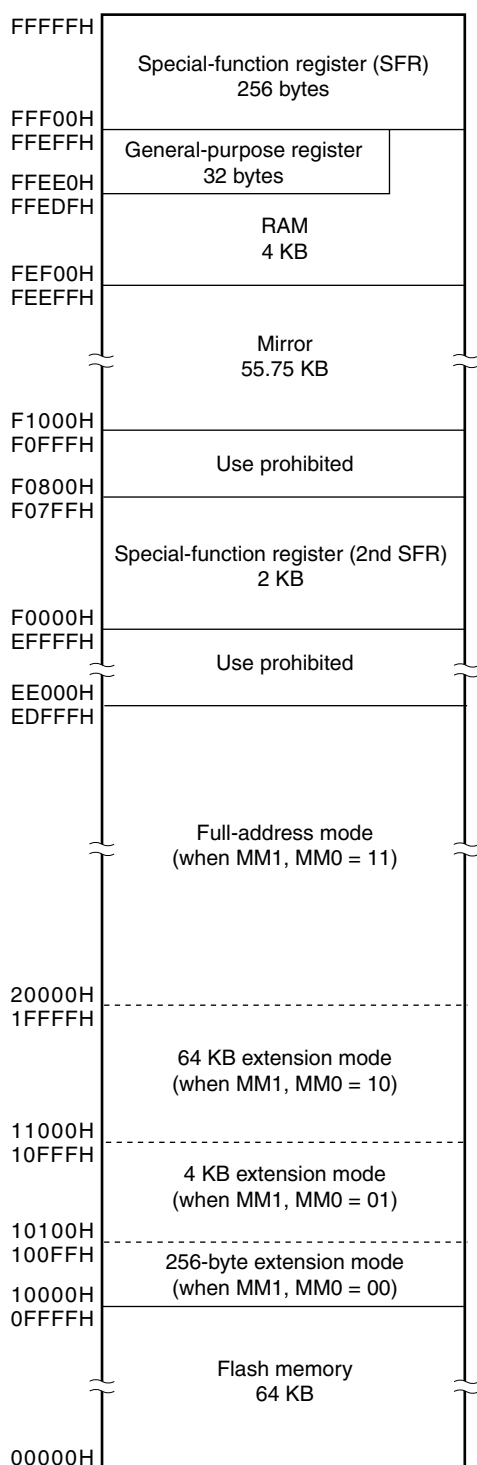 FFFFFH
Special-function register (SFR)
256 bytes
FFF00H
FFEFFH
General-purpose register
32 bytes
FFEE0H
FFEDFH
RAM
4 KB
FEF00H
FEEFFH
Mirror
55.75 KB
F1000H
F0FFFH
Use prohibited
F0800H
F07FFH
Special-function register (2nd SFR)
2 KB
F0000H
EFFFFH
Use prohibited
EE000H
EDFFFH
Full-address mode
(when MM1, MM0 = 11)
20000H
1FFFFH
64 KB extension mode
(when MM1, MM0 = 10)
11000H
10FFFH
4 KB extension mode
(when MM1, MM0 = 01)
10100H
100FFH
256-byte extension mode
(when MM1, MM0 = 00)
10000H
0FFFFH
Flash memory
64 KB
00000H